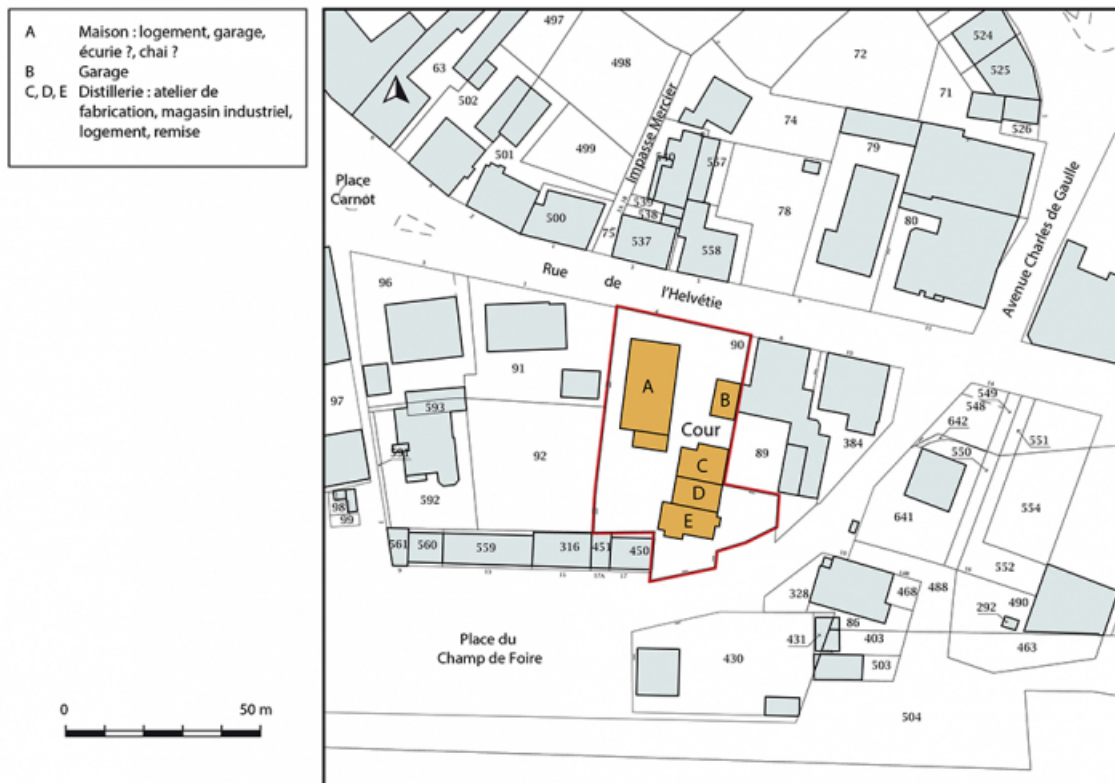 A Maison : logement, garage,
écurie ?, chai ?
B Garage
C, D, E Distillerie : atelier de
fabrication, magasin industriel,
logement, remise
0 50 m
497
498
72
524
525
526
71
63
502
501
499
500
Impasse Mercier
74
79
557
539
538
537
75
558
78
80
Avenue Charles de Gaulle
Place
Carnot
Rue de l'Helvétie
96
91
90
97
593
592
92
A
B
Cour
C
D
E
89
384
549
548
642
550
551
641
554
552
98
99
561
560
559
316
451
450
328
468
488
292
490
463
86
431
403
503
430
504
Place du
Champ de Foire